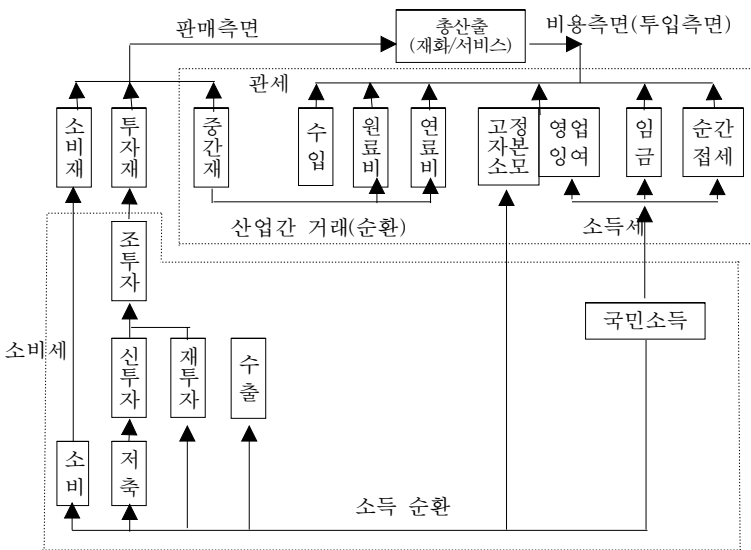 판매측면
총산출
(재화/서비스)
비용측면(투입측면)
관세
소비재
투자재
중간재
수입
원료비
연료비
고정
자본
소모
영업
잉여
임금
순간
접세
산업간 거래(순환)
소득세
조투자
국민소득
소비세
신투자
재투자
수출
소비
저축
소득 순환